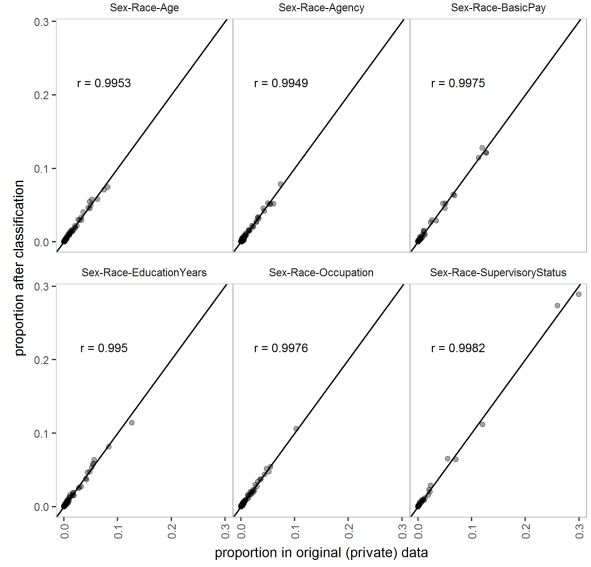 Sex-Race-Age Sex-Race-Agency Sex-Race-BasicPay
0.3
0.2
0.1
0.0
r = 0.9953 r = 0.9949 r = 0.9975
Sex-Race-EducationYears Sex-Race-Occupation Sex-Race-SupervisoryStatus
0.3
0.2
0.1
0.0
r = 0.995 r = 0.9976 r = 0.9982
0.0 0.1 0.2 0.3 0.0 0.1 0.2 0.3 0.0 0.1 0.2 0.3
proportion in original (private) data
proportion after classification